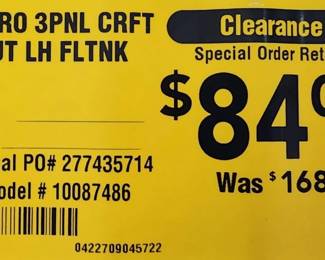 RO 3PNL CRFT
UT LH FLTNK
al PO# 277435714
odel # 10087486
0422709045722
Clearance
Special Order Ret
$84
Was $168